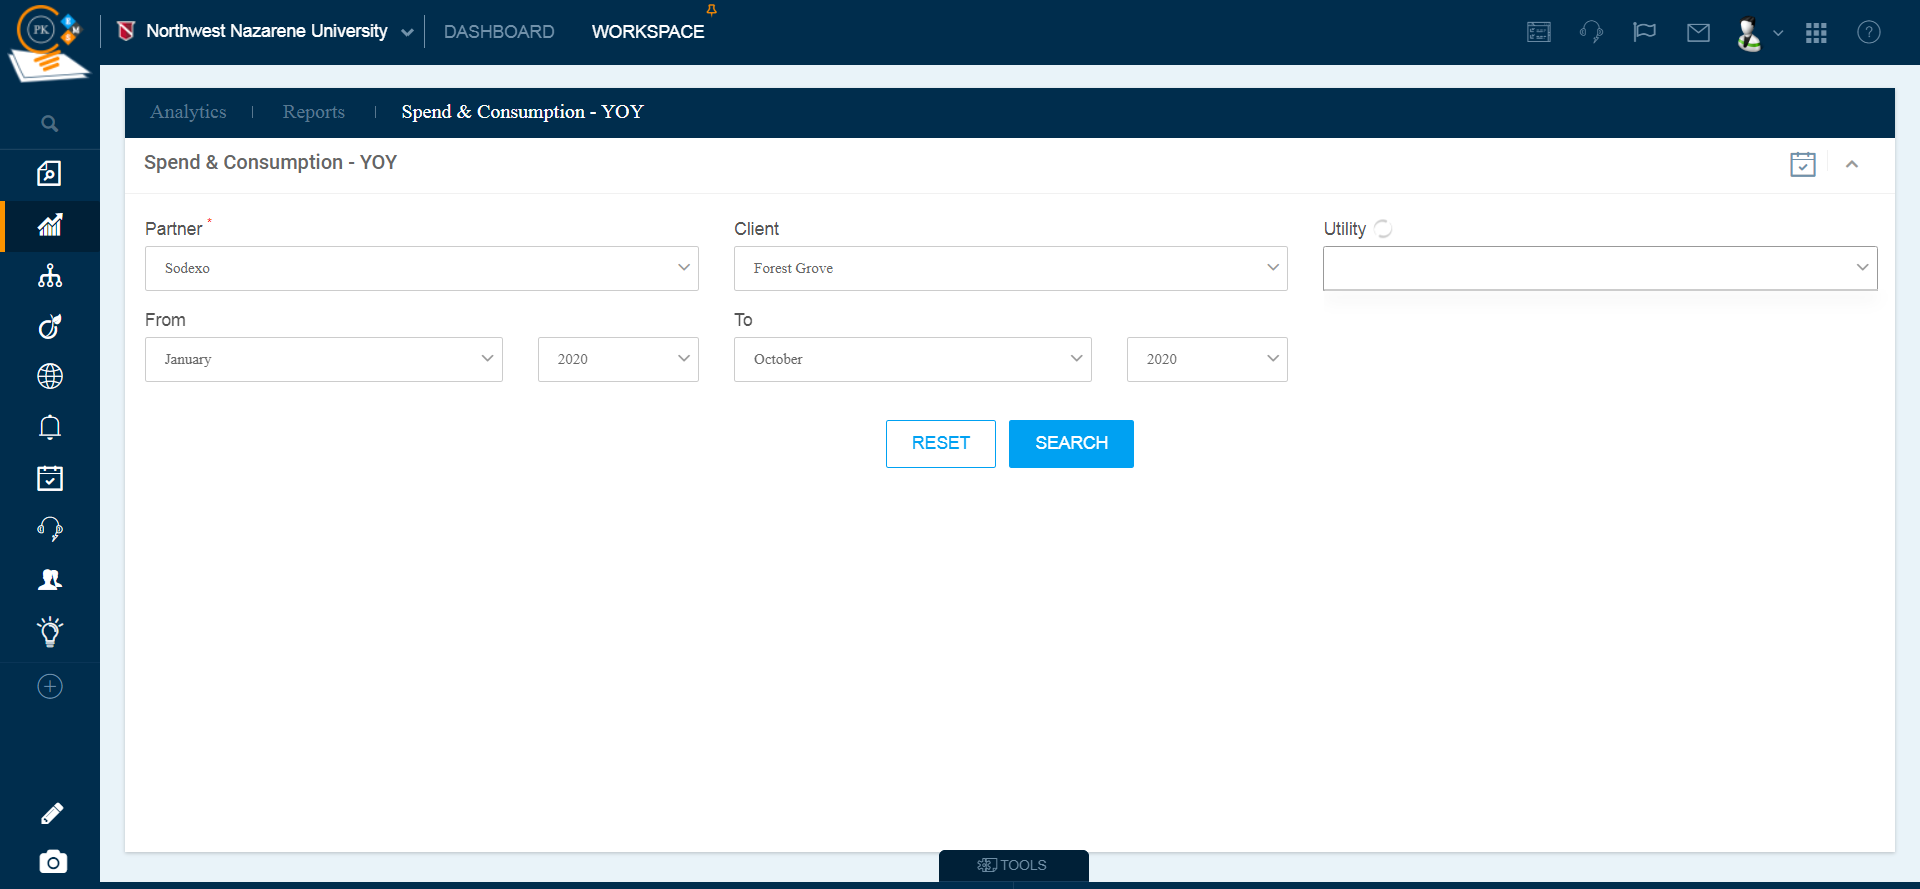 PK
E
M
S
Northwest Nazarene University
DASHBOARD
WORKSPACE
?
Analytics
Reports
Spend & Consumption - YOY
Spend & Consumption - YOY
Partner *
Client
Utility
Sodexo
Forest Grove
From
To
January
2020
October
2020
RESET
SEARCH
TOOLS